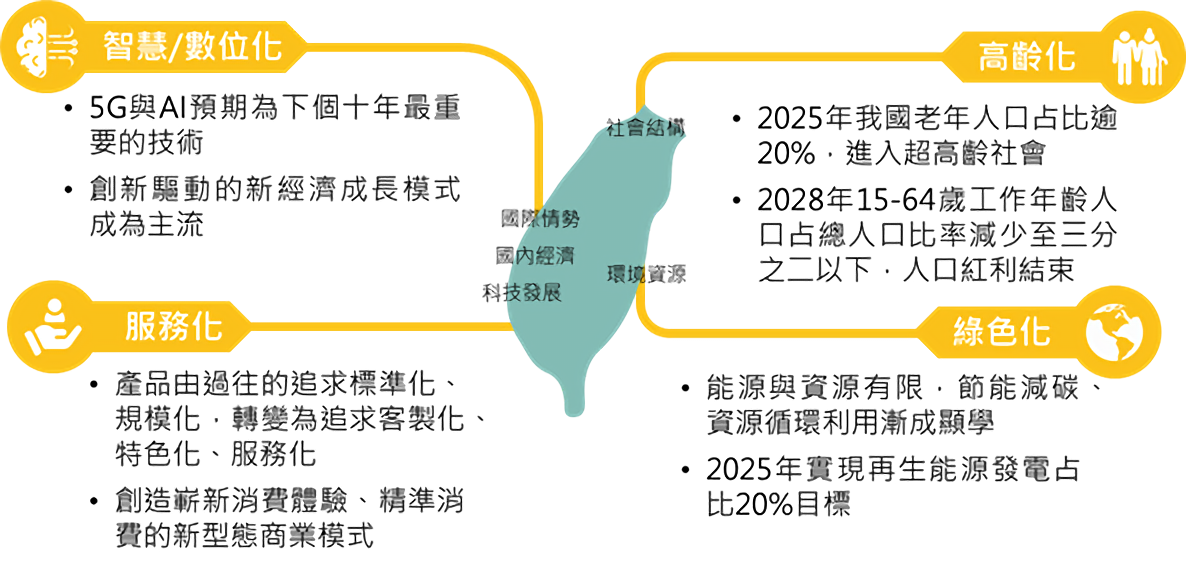 智慧/數位化
• 5G與AI預期為下個十年最重
要的技術
• 創新驅動的新經濟成長模式
成為主流
服務化
• 產品由過往的追求標準化、
規模化，轉變為追求客製化、
特色化、服務化
• 創造嶄新消費體驗、精準消
費的新型態商業模式
社會結構
國際情勢
國內經濟
科技發展
環境資源
高齡化
• 2025年我國老年人口占比逾
20%，進入超高齡社會
• 2028年15-64歲工作年齡人
口占總人口比率減少至三分
之二以下，人口紅利結束
綠色化
• 能源與資源有限，節能減碳、
資源循環利用漸成顯學
• 2025年實現再生能源發電占
比20%目標